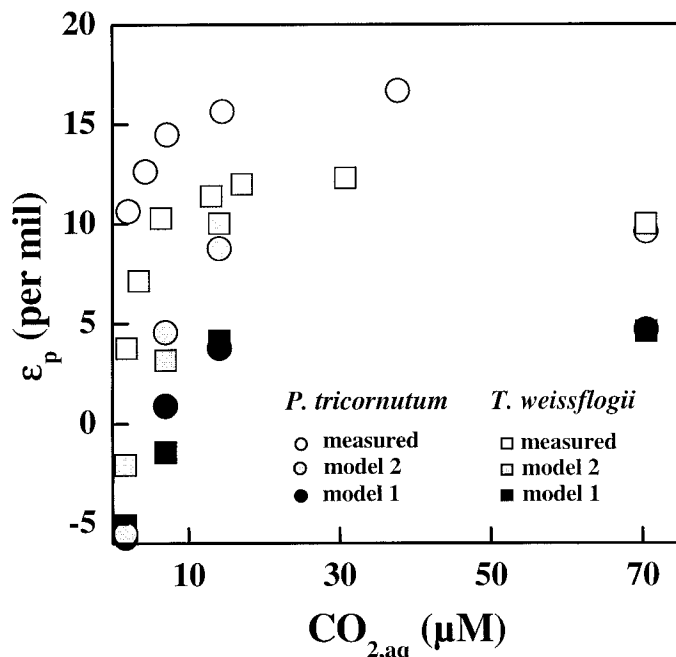 20
15
10
5
0
-5
εp (per mil)
P. tricornutum T. weissflogii
measured measured
model 2 model 2
model 1 model 1
10 30 50 70
CO2,aq (μM)